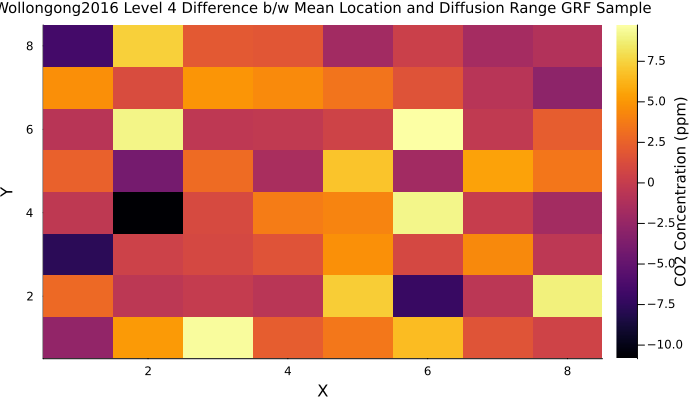 Wollongong2016 Level 4 Difference b/w Mean Location and Diffusion Range GRF Sample
8
6
4
2
Y
2 4 6 8
X
7.5
5.0
2.5
0
−2.5
−5.0
−7.5
−10.0
CO2 Concentration (ppm)